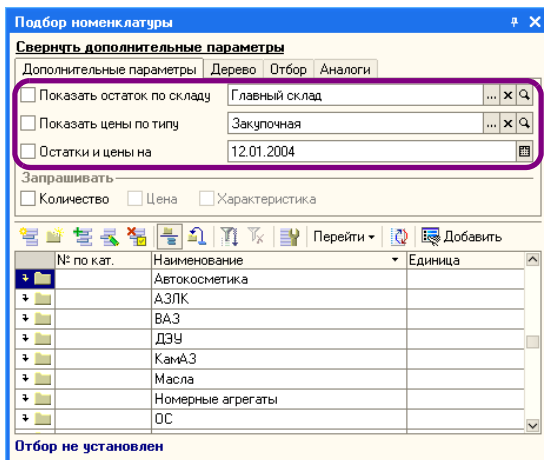 Подбор номенклатуры
Свернуть дополнительные параметры
Дополнительные параметры Дерево Отбор Аналоги
Показать остаток по складу Главный склад ...
Показать цены по типу Закупочная ...
Остатки и цены на 12.01.2004
Запрашивать
Количество Цена Характеристика
Перейти Добавить
№ по кат. Наименование Единица
Автокосметика
АЗЛК
ВАЗ
ДЭУ
КамАЗ
Масла
Номерные агрегаты
ОС
Отбор не установлен